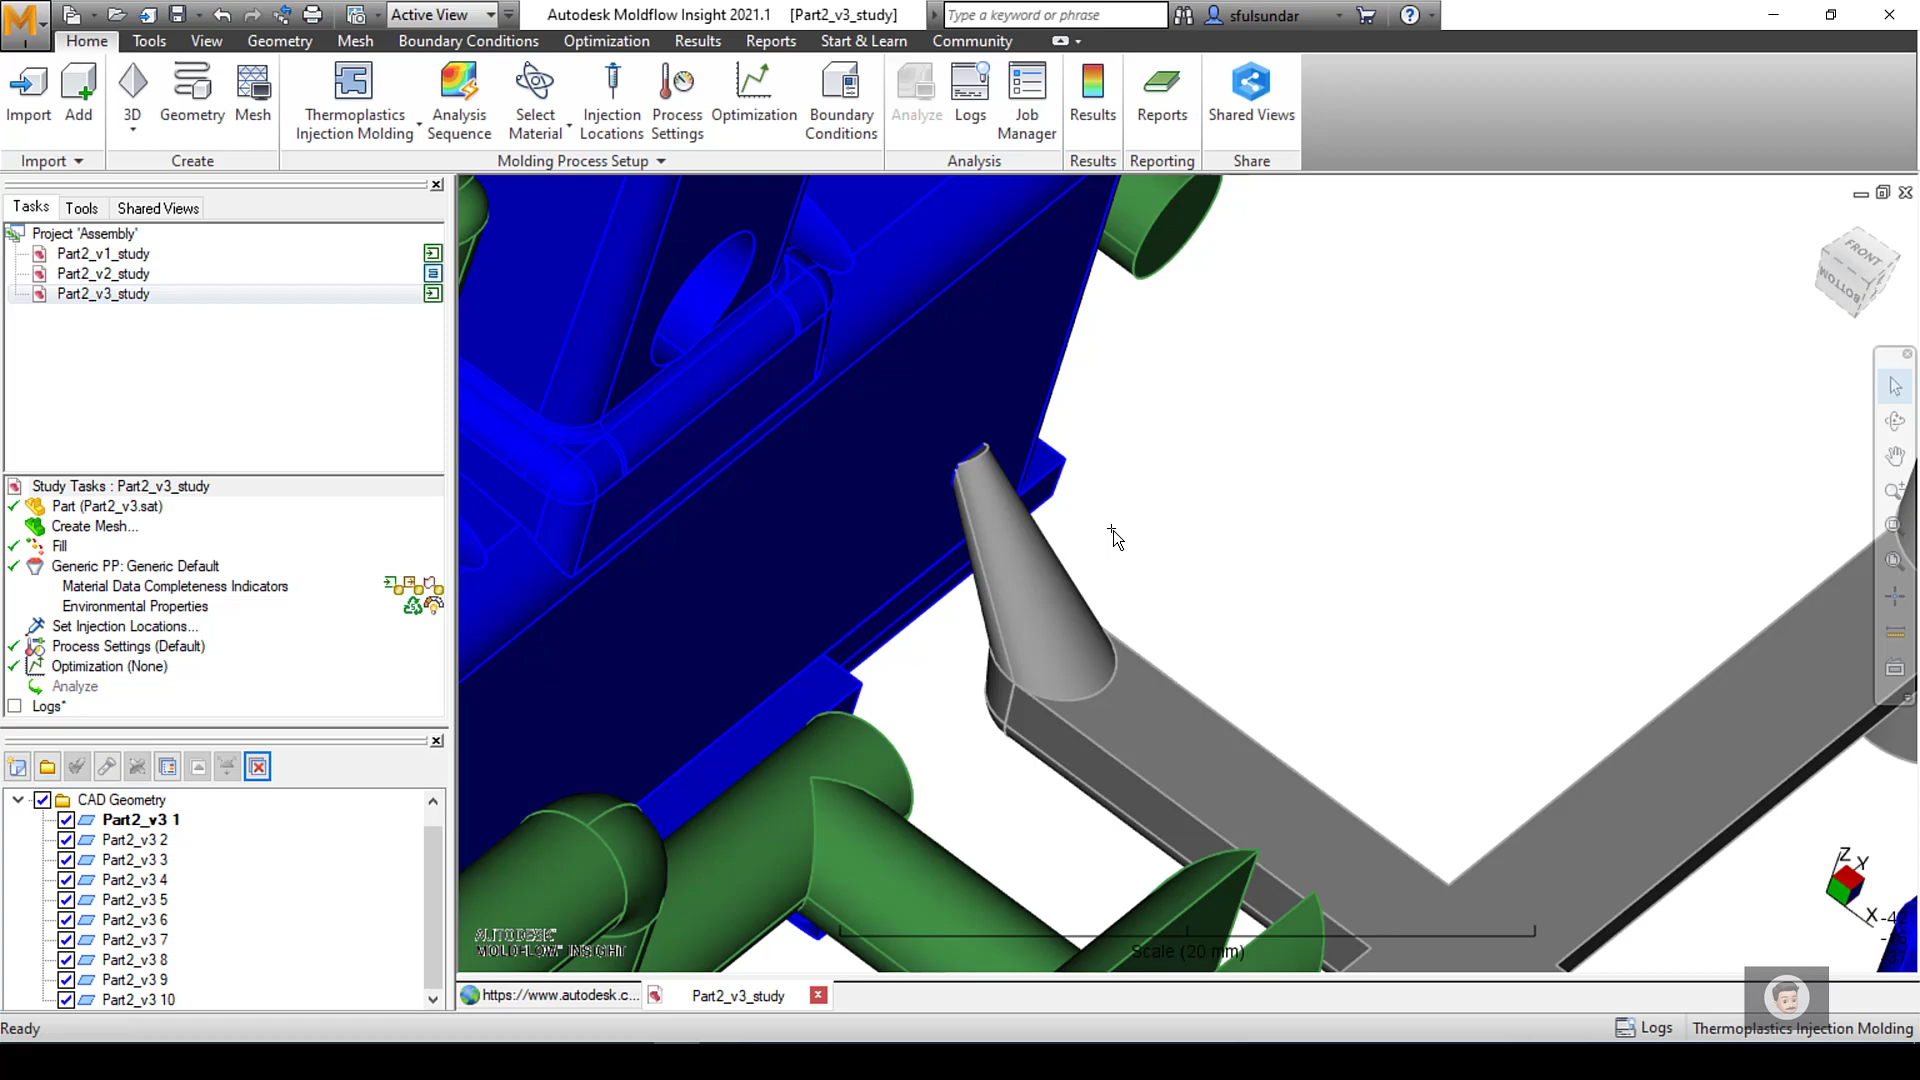 Active View
Autodesk Moldflow Insight 2021.1 [Part2_v3_study]
Type a keyword or phrase
sfulsundar
Home Tools View Geometry Mesh Boundary Conditions Optimization Results Reports Start & Learn Community
Import Add 3D Geometry Mesh Thermoplastics Injection Molding Analysis Sequence Select Material Injection Locations Process Settings Optimization Boundary Conditions Analyze Logs Job Manager Results Reports Shared Views
Import Create Molding Process Setup Analysis Results Reporting Share
Tasks Tools Shared Views
Project 'Assembly'
Part2_v1_study
Part2_v2_study
Part2_v3_study
Study Tasks : Part2_v3_study
Part (Part2_v3.sat)
Create Mesh...
Fill
Generic PP: Generic Default
Material Data Completeness Indicators
Environmental Properties
Set Injection Locations...
Process Settings (Default)
Optimization (None)
Analyze
Logs*
CAD Geometry
Part2_v3 1
Part2_v3 2
Part2_v3 3
Part2_v3 4
Part2_v3 5
Part2_v3 6
Part2_v3 7
Part2_v3 8
Part2_v3 9
Part2_v3 10
FRONT
BOTTOM
Z
Y
X
AUTODESK
MOLDFLOW INSIGHT
Scale (20 mm)
https://www.autodesk.c...
Part2_v3_study
Ready
Logs
Thermoplastics Injection Molding